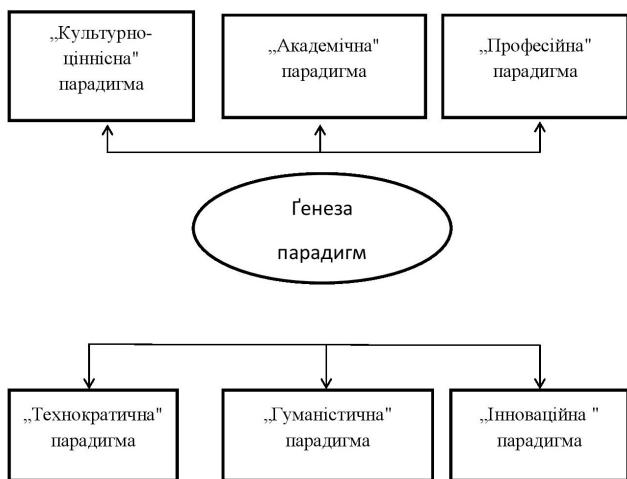 „Культурно-
ціннісна"
парадигма
„Академічна"
парадигма
„Професійна"
парадигма
Ґенеза
парадигм
„Технократична"
парадигма
„Гуманістична"
парадигма
„Інноваційна "
парадигма